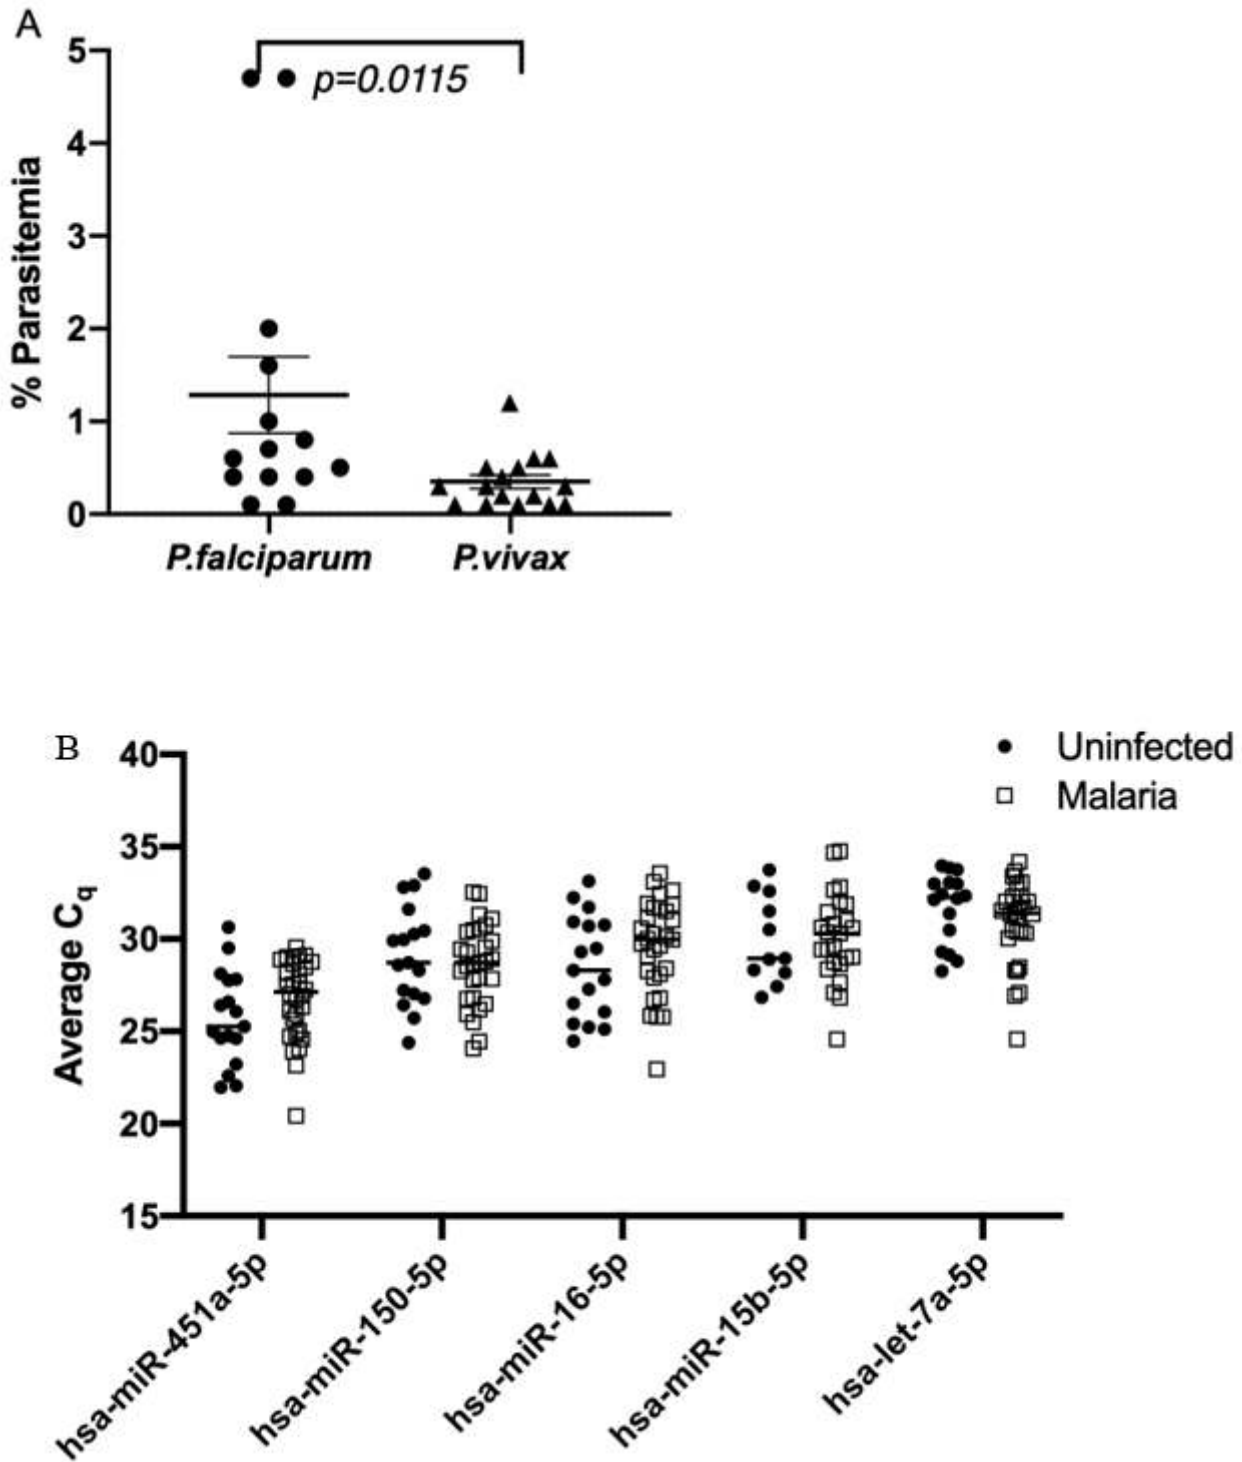 A
5
p=0.0115
4
3
2
1
0
% Parasitemia
P.falciparum
P.vivax
B
Uninfected
Malaria
40
35
30
25
20
15
Average Cq
hsa-miR-451a-5p
hsa-miR-150-5p
hsa-miR-16-5p
hsa-miR-15b-5p
hsa-let-7a-5p